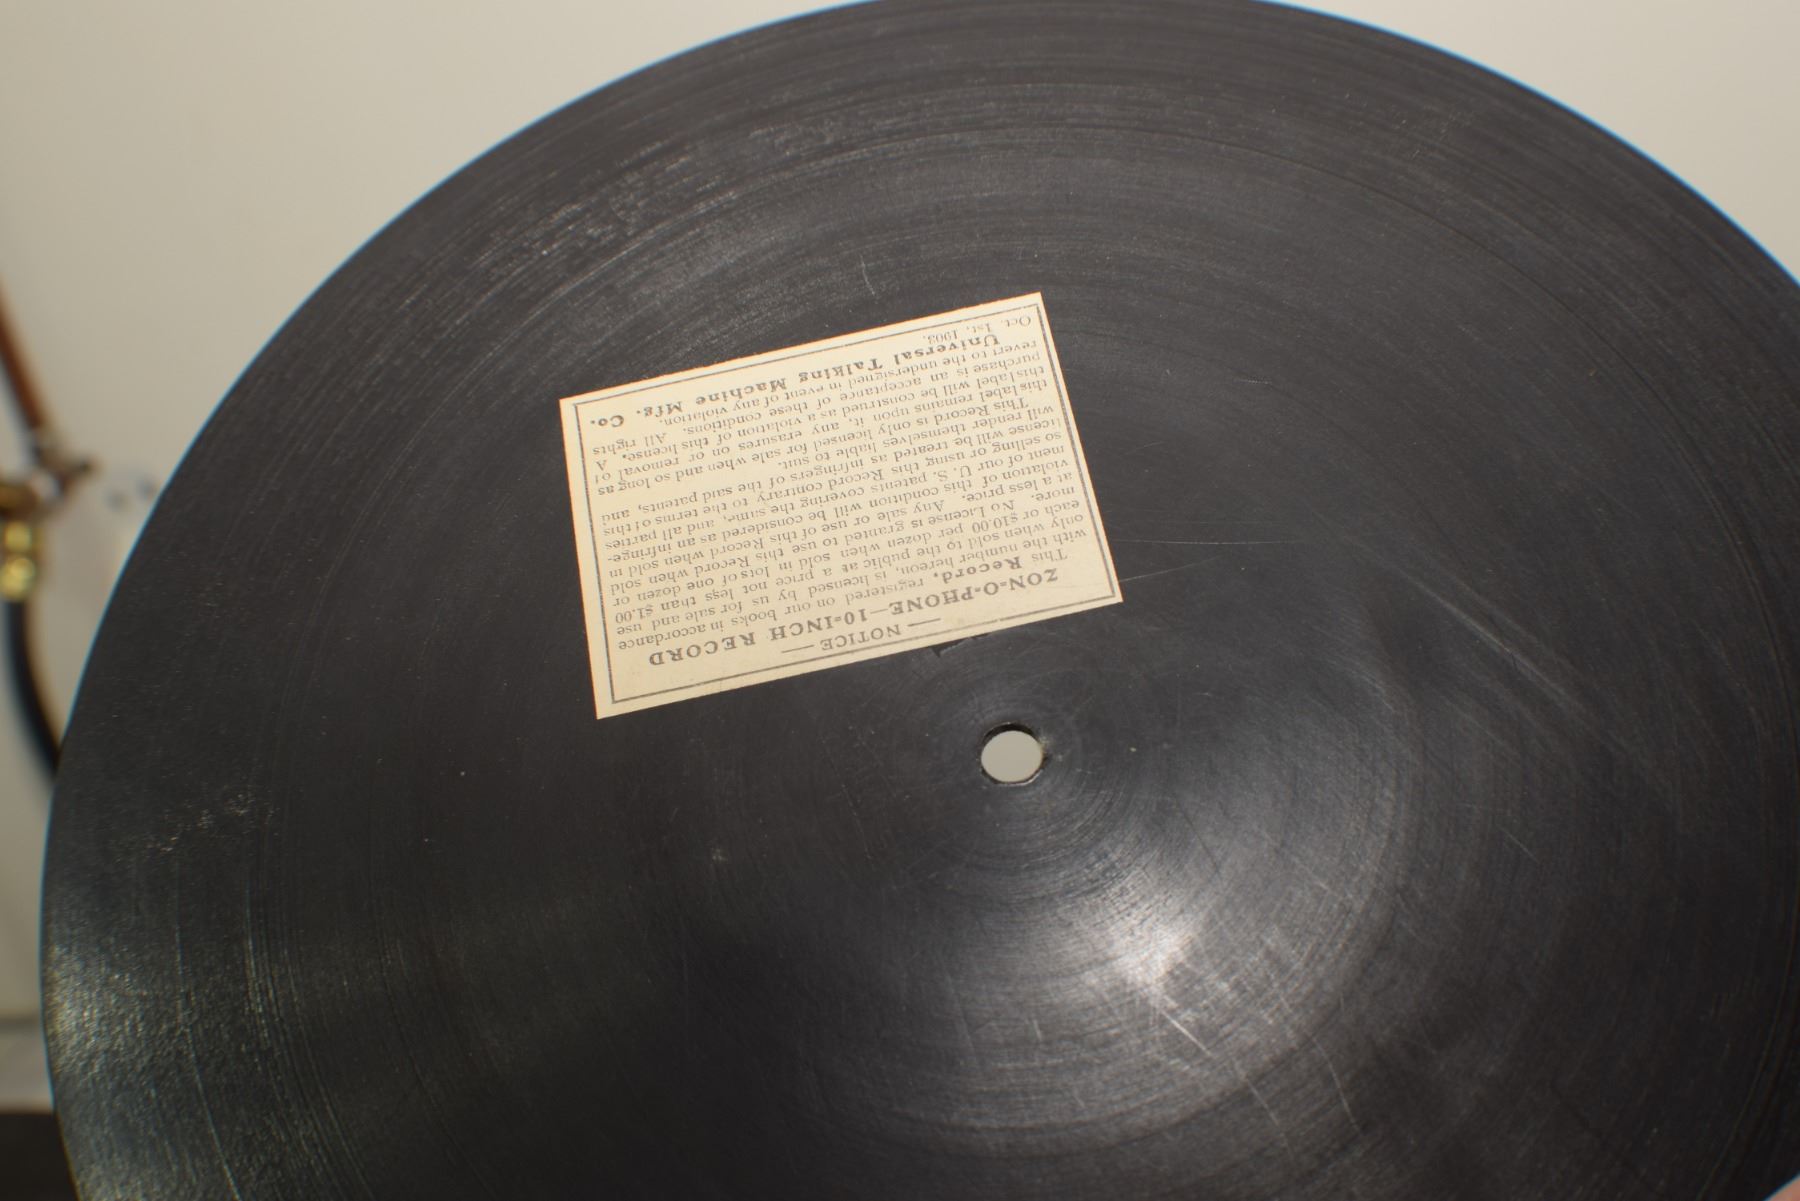 — NOTICE —
ZON=O=PHONE—10=INCH RECORD
This Record, registered on our books in accordance
with the number hereon, is licensed by us for sale and use
only when sold to the public at a price not less than $1.00
each or $10.00 per dozen when sold in lots of one dozen or
more.
No License is granted to use this Record when sold
at a less price. Any sale or use of this Record when sold in
violation of this condition will be considered as an infringe-
ment of our U. S. patents covering the same, and all parties
so selling or using this Record contrary to the terms of this
license will be treated as infringers of the said patents, and
will render themselves liable to suit.
This Record is only licensed for sale when and so long as
this label remains upon it, any erasures on or removal of
this label will be construed as a violation of this license. A
purchase is an acceptance of these conditions. All rights
revert to the undersigned in event of any violation.
Universal Talking Machine Mfg. Co.
Oct. 1st, 1903.